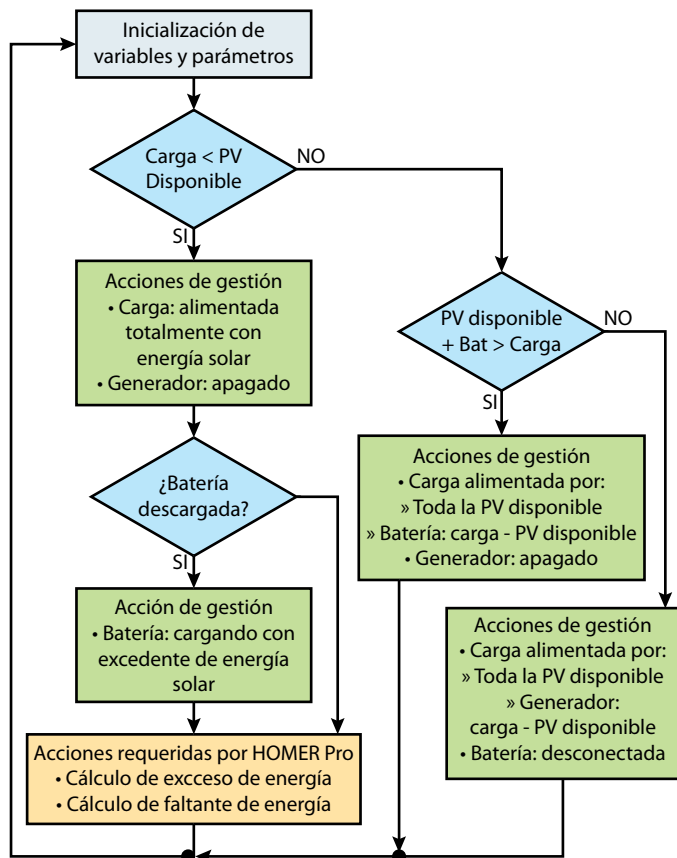 Inicialización de
variables y parámetros
Carga < PV
Disponible
NO
SI
Acciones de gestión
• Carga: alimentada
totalmente con
energía solar
• Generador: apagado
PV disponible
+ Bat > Carga
NO
SI
¿Batería
descargada?
SI
Acciones de gestión
• Carga alimentada por:
» Toda la PV disponible
» Batería: carga - PV disponible
• Generador: apagado
Acción de gestión
• Batería: cargando con
excedente de energía
solar
Acciones de gestión
• Carga alimentada por:
» Toda la PV disponible
» Generador:
carga - PV disponible
• Batería: desconectada
Acciones requeridas por HOMER Pro
• Cálculo de excceso de energía
• Cálculo de faltante de energía